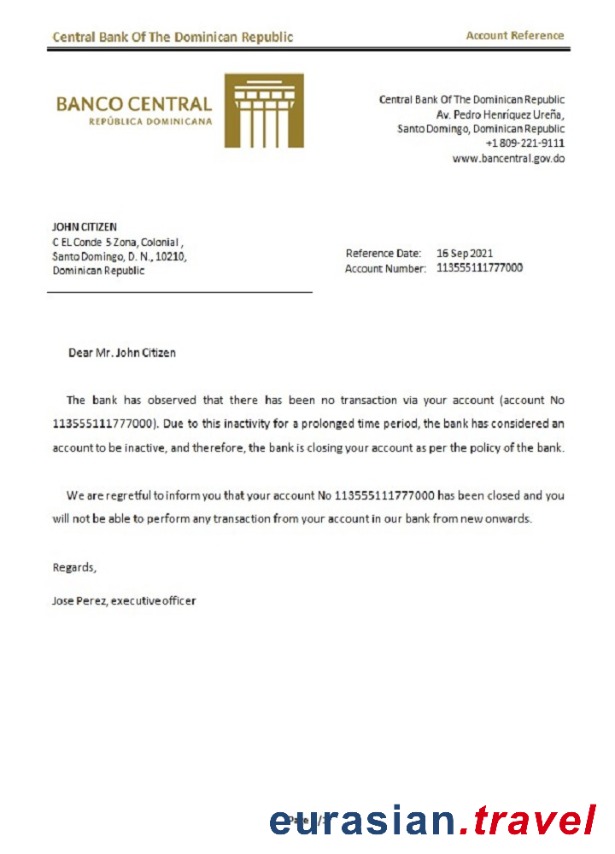 Central Bank Of The Dominican Republic
Account Reference
BANCO CENTRAL
REPÚBLICA DOMINICANA
Central Bank Of The Dominican Republic
Av. Pedro Henríquez Ureña,
Santo Domingo, Dominican Republic
+1 809-221-9111
www.bancentral.gov.do
JOHN CITIZEN
C EL Conde 5 Zona, Colonial ,
Santo Domingo, D. N., 10210,
Dominican Republic
Reference Date: 16 Sep 2021
Account Number: 113555111777000
Dear Mr. John Citizen
The bank has observed that there has been no transaction via your account (account No
113555111777000). Due to this inactivity for a prolonged time period, the bank has considered an
account to be inactive, and therefore, the bank is closing your account as per the policy of the bank.
We are regretful to inform you that your account No 113555111777000 has been closed and you
will not be able to perform any transaction from your account in our bank from new onwards.
Regards,
Jose Perez, executive officer
eurasian.travel